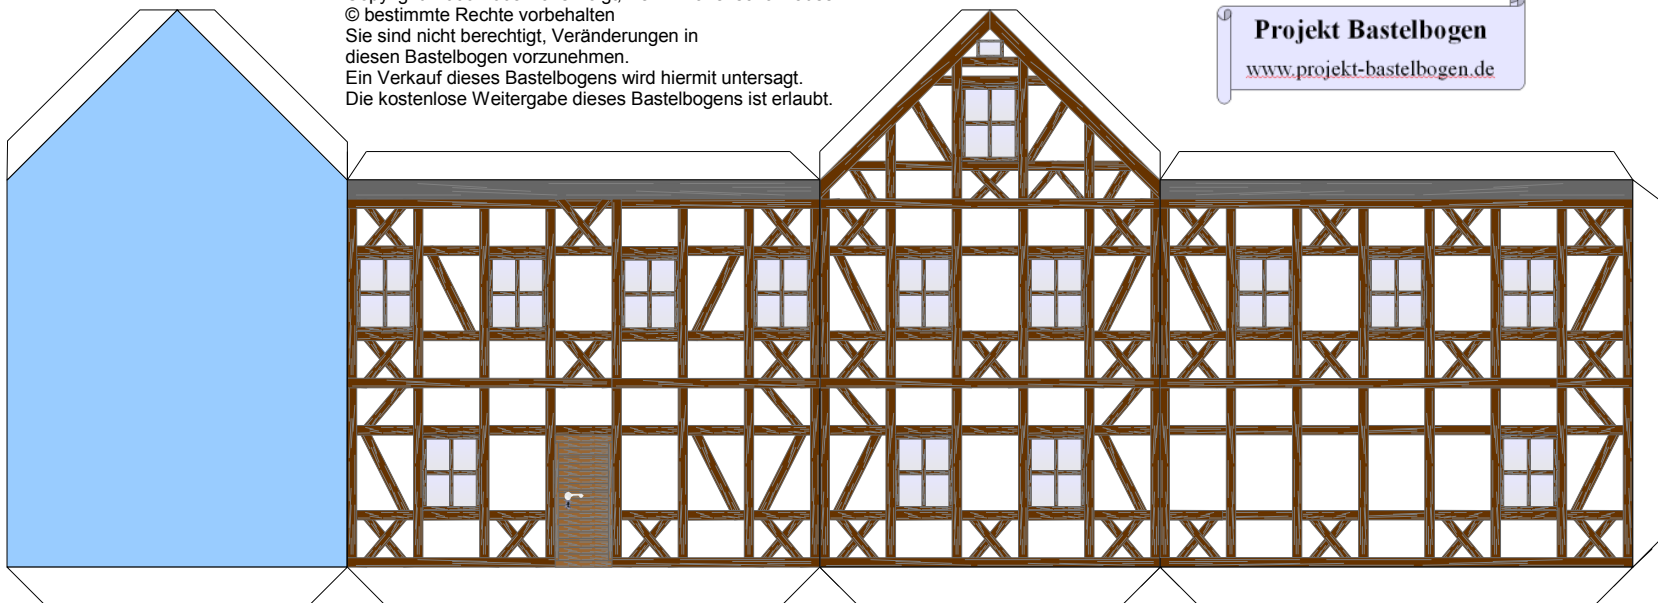 © bestimmte Rechte vorbehalten
Sie sind nicht berechtigt, Veränderungen in
diesen Bastelbogen vorzunehmen.
Ein Verkauf dieses Bastelbogens wird hiermit untersagt.
Die kostenlose Weitergabe dieses Bastelbogens ist erlaubt.
Projekt Bastelbogen
www.projekt-bastelbogen.de